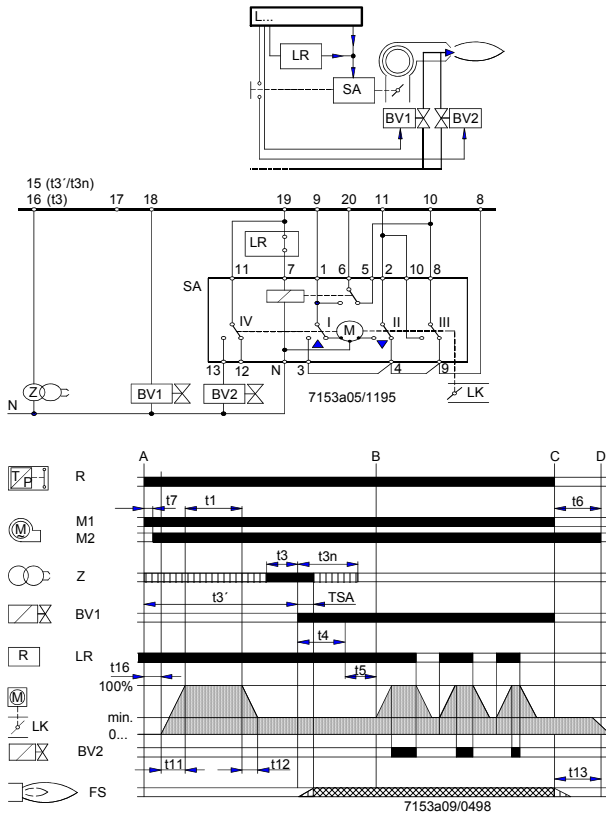 L...
LR
SA
BV1 BV2
15 (t3´/t3n)
16 (t3) 17 18 19 9 20 11 10 8
LR
11 7 1 6 5 2 10 8
SA
IV I M II III
13 12 N 3 4 9
Z BV1 BV2 7153a05/1195 LK
N
A B C D
T P R
t7 t1 t6
M M1
M2
t3 t3n
Z
t3´ TSA
BV1
t4
R LR
t16 t5
100%
M
min.
LK
0...
BV2
t11 t12 t13
FS
7153a09/0498